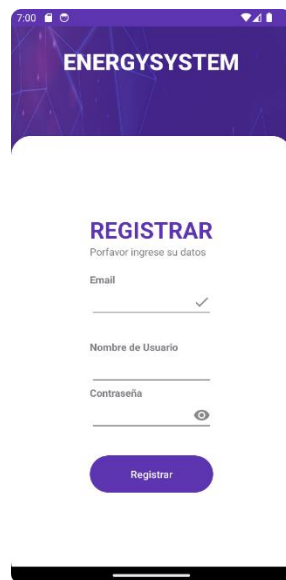 7:00
ENERGYSYSTEM
REGISTRAR
Porfavor ingrese su datos
Email
Nombre de Usuario
Contraseña
Registrar